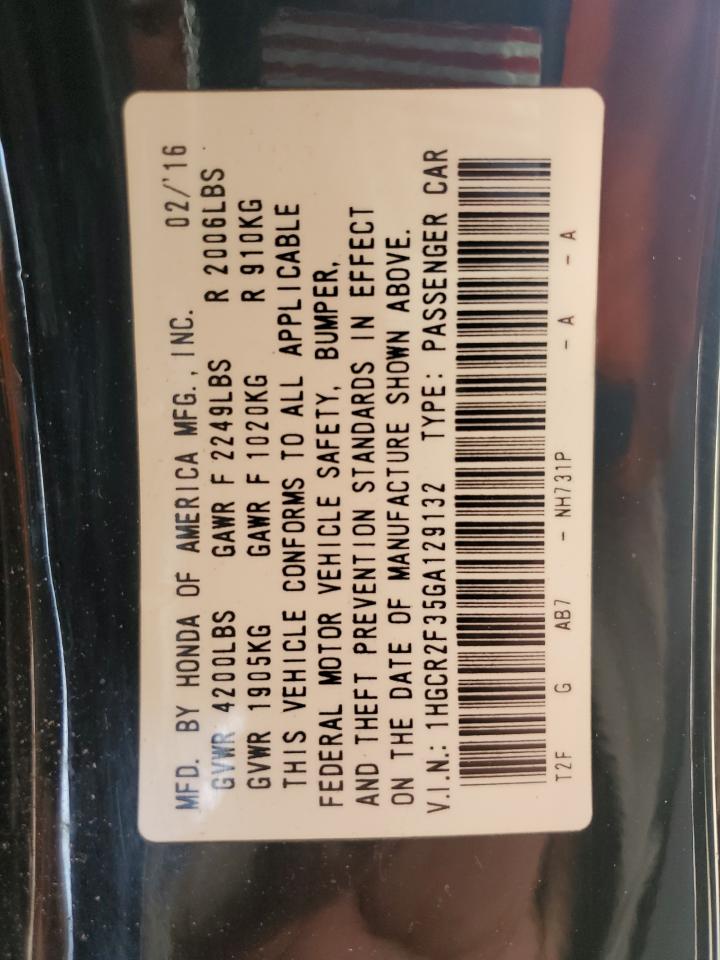 MFD. BY HONDA OF AMERICA MFG., INC. 02/'16
GVWR 4200LBS GAWR F 2249LBS R 2006LBS
GVWR 1905KG GAWR F 1020KG R 910KG
THIS VEHICLE CONFORMS TO ALL APPLICABLE
FEDERAL MOTOR VEHICLE SAFETY, BUMPER,
AND THEFT PREVENTION STANDARDS IN EFFECT
ON THE DATE OF MANUFACTURE SHOWN ABOVE.
V.I.N.: 1HGCR2F35GA129132 TYPE: PASSENGER CAR
T2F G AB7 - NH731P - A - A